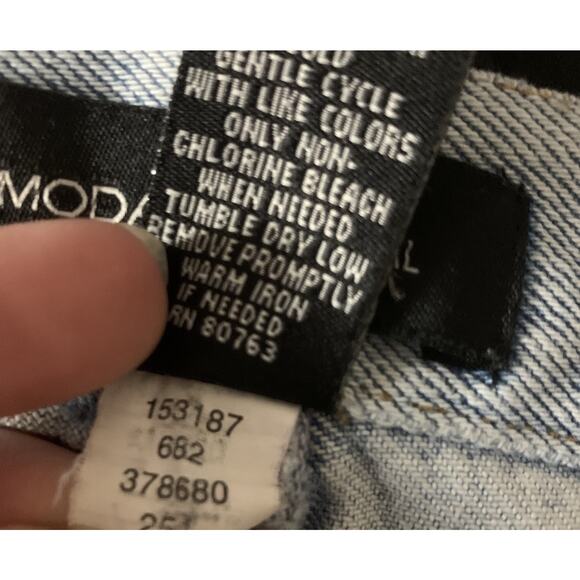 GENTLE CYCLE
WITH LIKE COLORS
ONLY NON-
CHLORINE BLEACH
WHEN NEEDED
TUMBLE DRY LOW
REMOVE PROMPTLY
WARM IRON
IF NEEDED
RN 80763
MODA
153187
682
378680